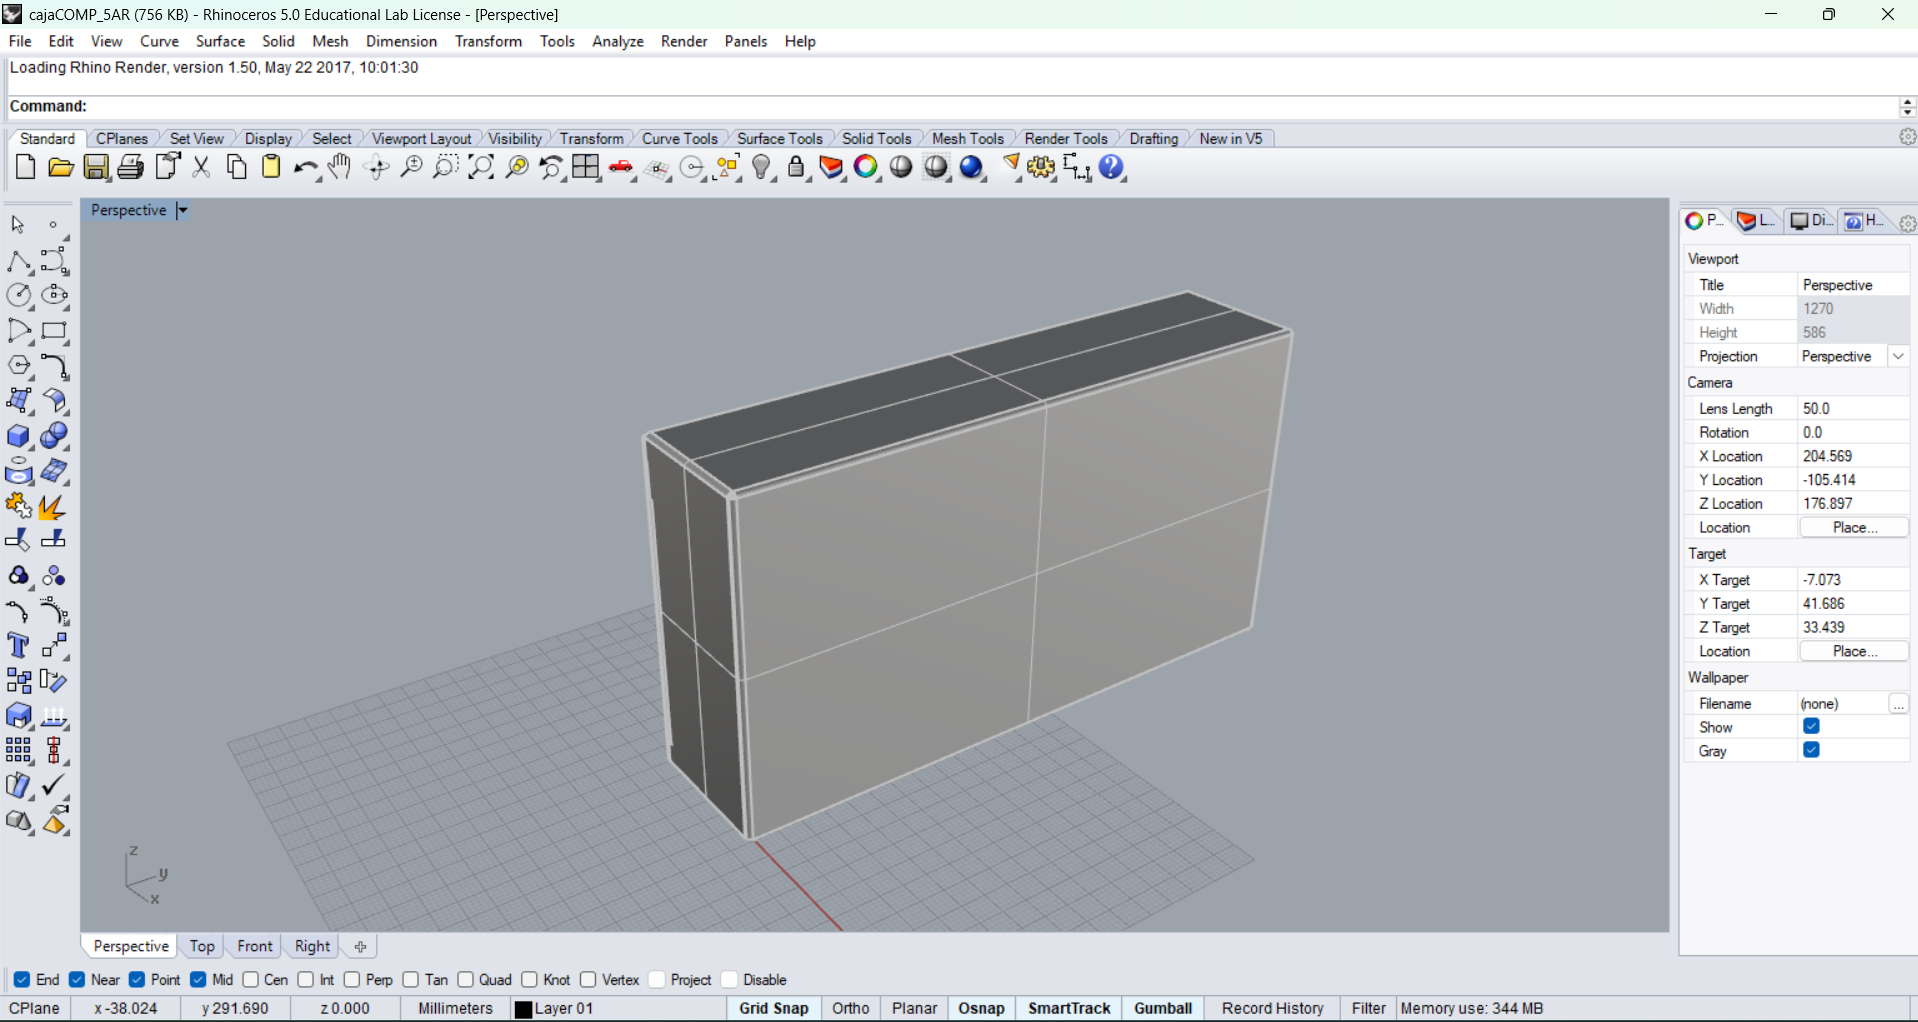 cajaCOMP_5AR (756 KB) - Rhinoceros 5.0 Educational Lab License - [Perspective]
File Edit View Curve Surface Solid Mesh Dimension Transform Tools Analyze Render Panels Help
Loading Rhino Render, version 1.50, May 22 2017, 10:01:30
Command:
Standard CPlanes Set View Display Select Viewport Layout Visibility Transform Curve Tools Surface Tools Solid Tools Mesh Tools Render Tools Drafting New in V5
Perspective
P... L... Di... H...
Viewport
Title Perspective
Width 1270
Height 586
Projection Perspective
Camera
Lens Length 50.0
Rotation 0.0
X Location 204.569
Y Location -105.414
Z Location 176.897
Location Place...
Target
X Target -7.073
Y Target 41.686
Z Target 33.439
Location Place...
Wallpaper
Filename (none) ...
Show
Gray
z
y
x
Perspective Top Front Right
End Near Point Mid Cen Int Perp Tan Quad Knot Vertex Project Disable
CPlane x -38.024 y 291.690 z 0.000 Millimeters Layer 01 Grid Snap Ortho Planar Osnap SmartTrack Gumball Record History Filter Memory use: 344 MB